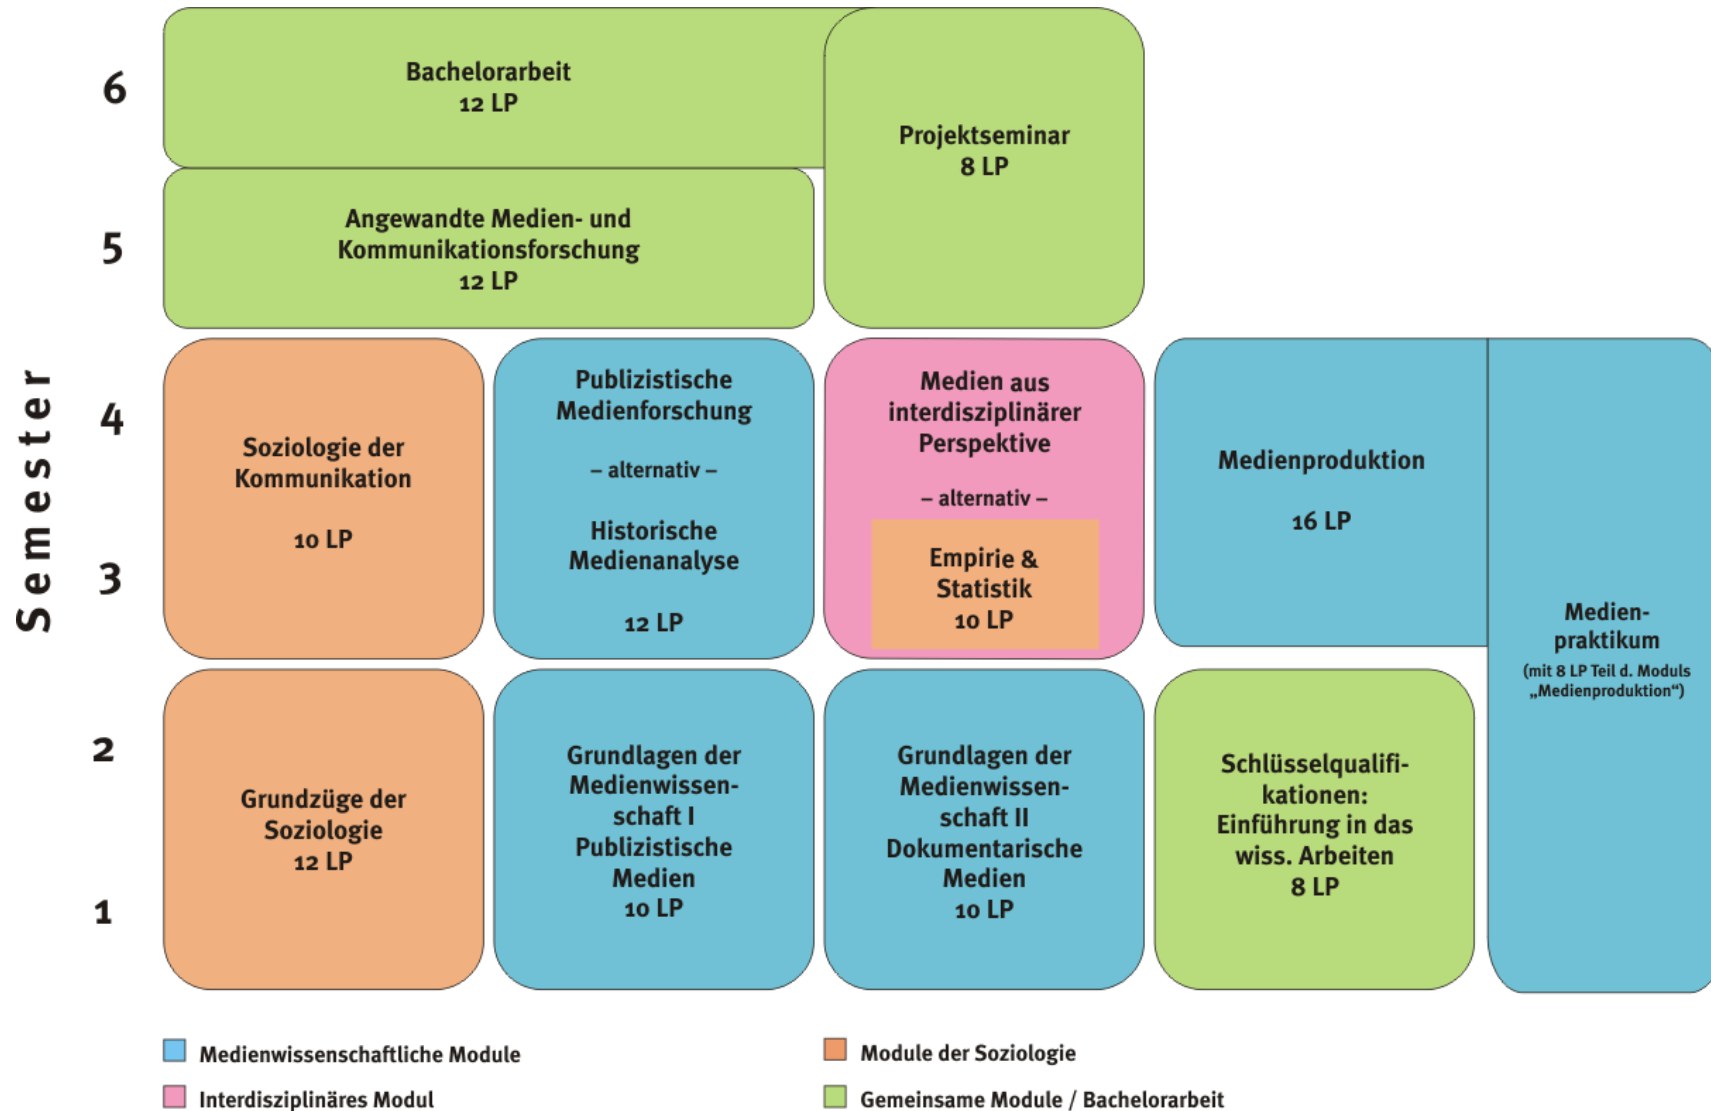 Semester
6
Bachelorarbeit
12 LP
Projektseminar
8 LP
5
Angewandte Medien- und
Kommunikationsforschung
12 LP
4
3
Soziologie der
Kommunikation
10 LP
Publizistische
Medienforschung
– alternativ –
Historische
Medienanalyse
12 LP
Medien aus
interdisziplinärer
Perspektive
– alternativ –
Empirie &
Statistik
10 LP
Medienproduktion
16 LP
Medien-
praktikum
(mit 8 LP Teil d. Moduls
„Medienproduktion“)
2
1
Grundzüge der
Soziologie
12 LP
Grundlagen der
Medienwissen-
schaft I
Publizistische
Medien
10 LP
Grundlagen der
Medienwissen-
schaft II
Dokumentarische
Medien
10 LP
Schlüsselqualifi-
kationen:
Einführung in das
wiss. Arbeiten
8 LP
Medienwissenschaftliche Module
Module der Soziologie
Interdisziplinäres Modul
Gemeinsame Module / Bachelorarbeit